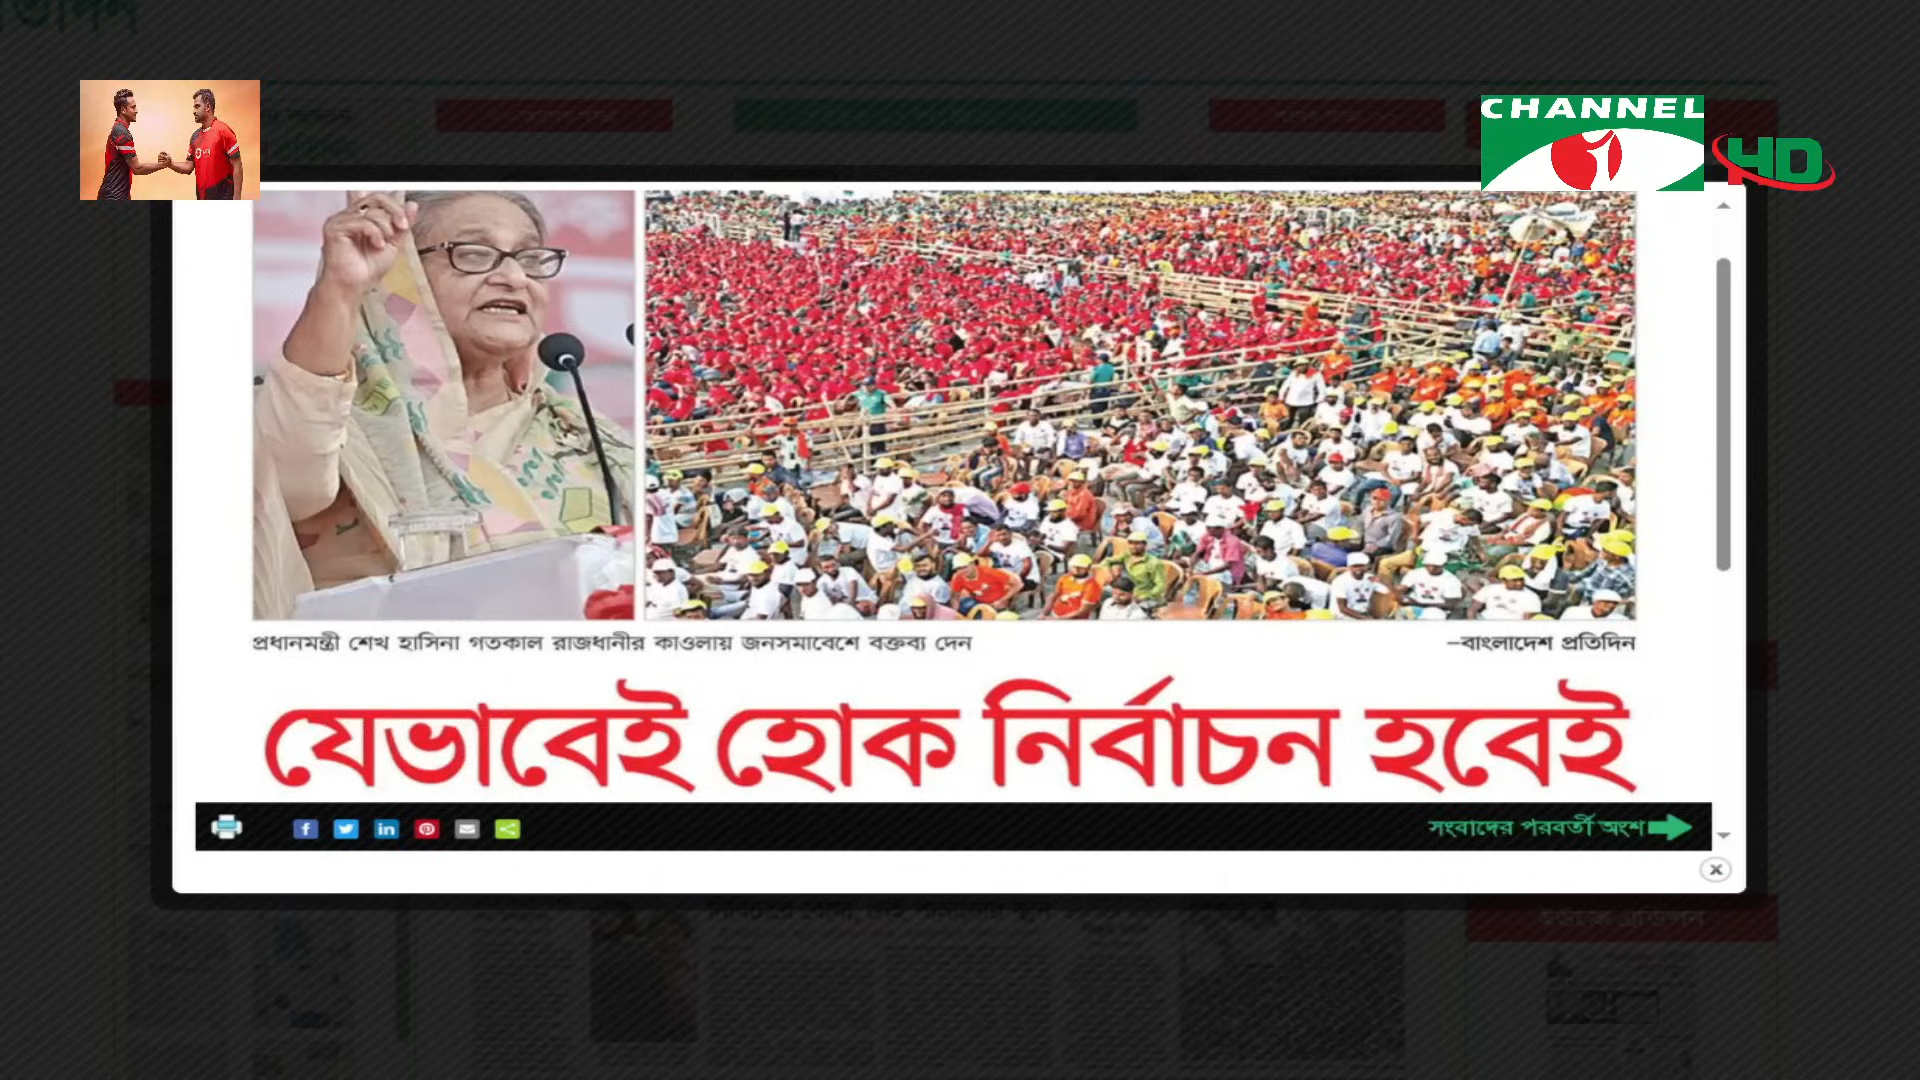 CHANNEL
HD
প্রধানমন্ত্রী শেখ হাসিনা গতকাল রাজধানীর কাওলায় জনসমাবেশে বক্তব্য দেন
–বাংলাদেশ প্রতিদিন
যেভাবেই হোক নির্বাচন হবেই
সংবাদের পরবর্তী অংশ